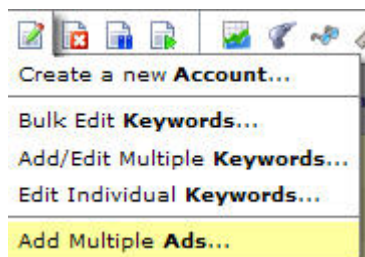 Create a new Account...
Bulk Edit Keywords...
Add/Edit Multiple Keywords...
Edit Individual Keywords...
Add Multiple Ads...